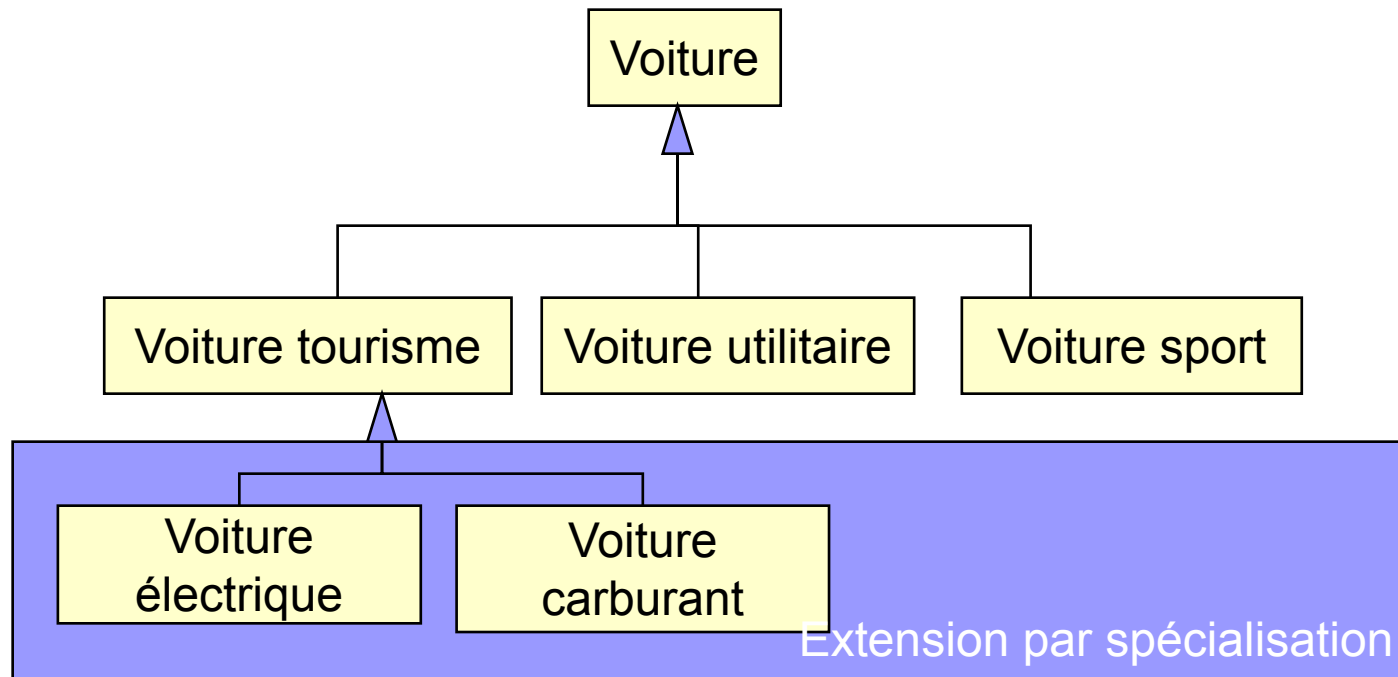 Voiture
Voiture tourisme
Voiture utilitaire
Voiture sport
Voiture
électrique
Voiture
carburant
Extension par spécialisation